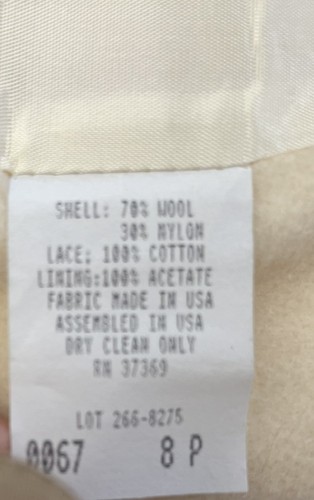 SHELL: 70% WOOL
30% NYLON
LACE: 100% COTTON
LINING:100% ACETATE
FABRIC MADE IN USA
ASSEMBLED IN USA
DRY CLEAN ONLY
RN 37369
LOT 266-8275
0067 8 P